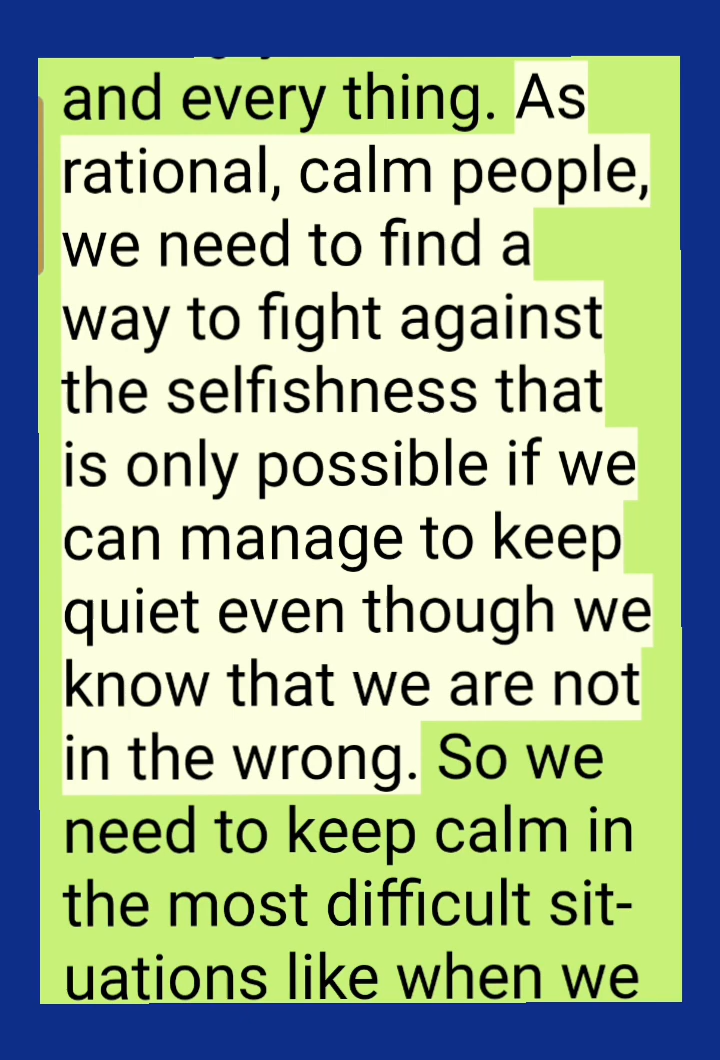 and every thing. As
rational, calm people,
we need to find a
way to fight against
the selfishness that
is only possible if we
can manage to keep
quiet even though we
know that we are not
in the wrong. So we
need to keep calm in
the most difficult sit-
uations like when we